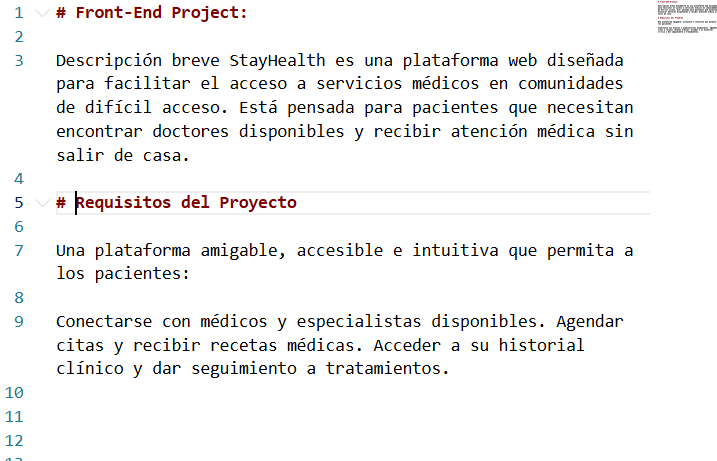 1 # Front-End Project:
2
3 Descripción breve StayHealth es una plataforma web diseñada
para facilitar el acceso a servicios médicos en comunidades
de difícil acceso. Está pensada para pacientes que necesitan
encontrar doctores disponibles y recibir atención médica sin
salir de casa.
4
5 # Requisitos del Proyecto
6
7 Una plataforma amigable, accesible e intuitiva que permita a
los pacientes:
8
9 Conectarse con médicos y especialistas disponibles. Agendar
citas y recibir recetas médicas. Acceder a su historial
clínico y dar seguimiento a tratamientos.
10
11
12